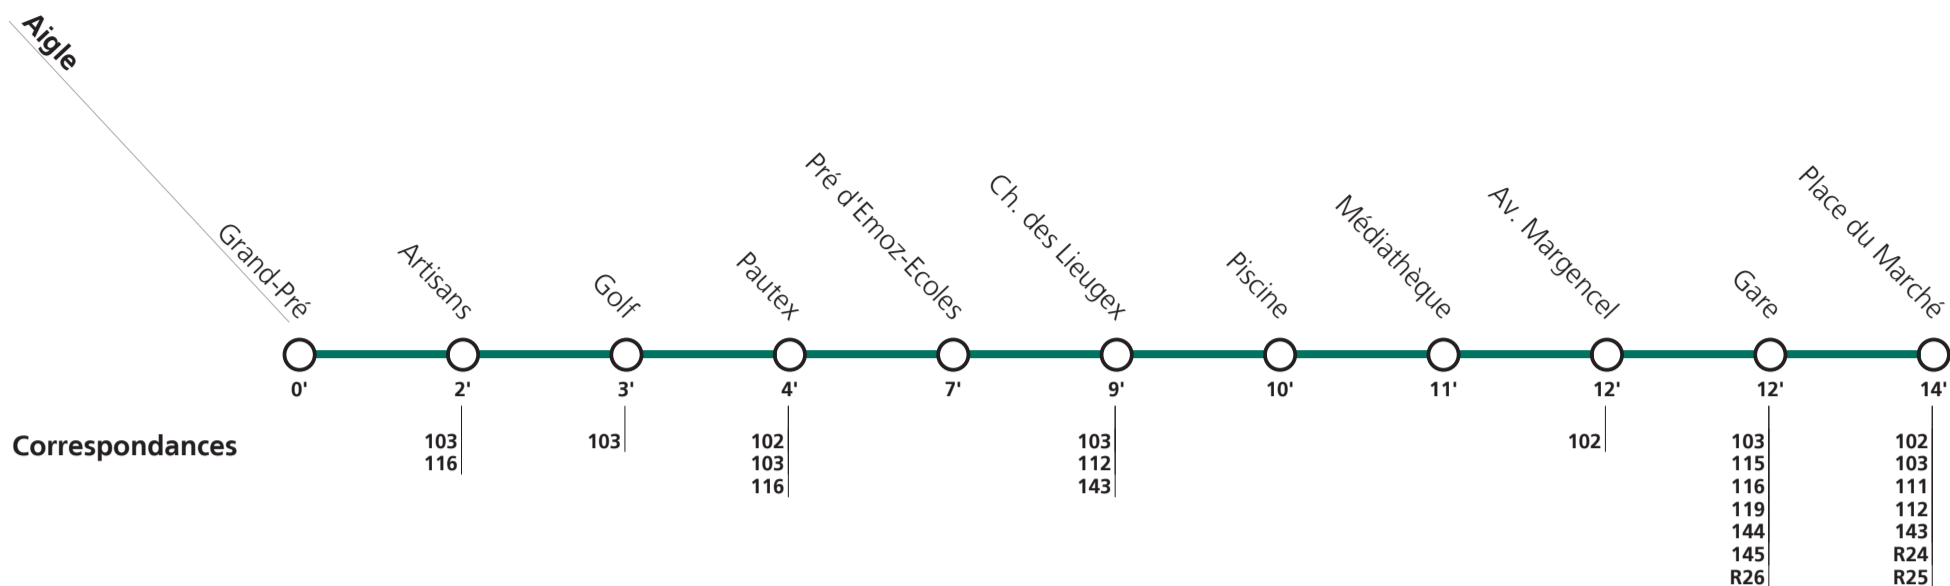 Aigle
Grand-Pré
Artisans
Golf
Pautex
Pré d'Emoz-Ecoles
Ch. des Lieugex
Piscine
Médiathèque
Av. Margencel
Gare
Place du Marché
0' 2' 3' 4' 7' 9' 10' 11' 12' 12' 14'
Correspondances
103
116
103
102
103
116
103
112
143
102
103
115
116
119
144
145
R26
102
103
111
112
143
R24
R25